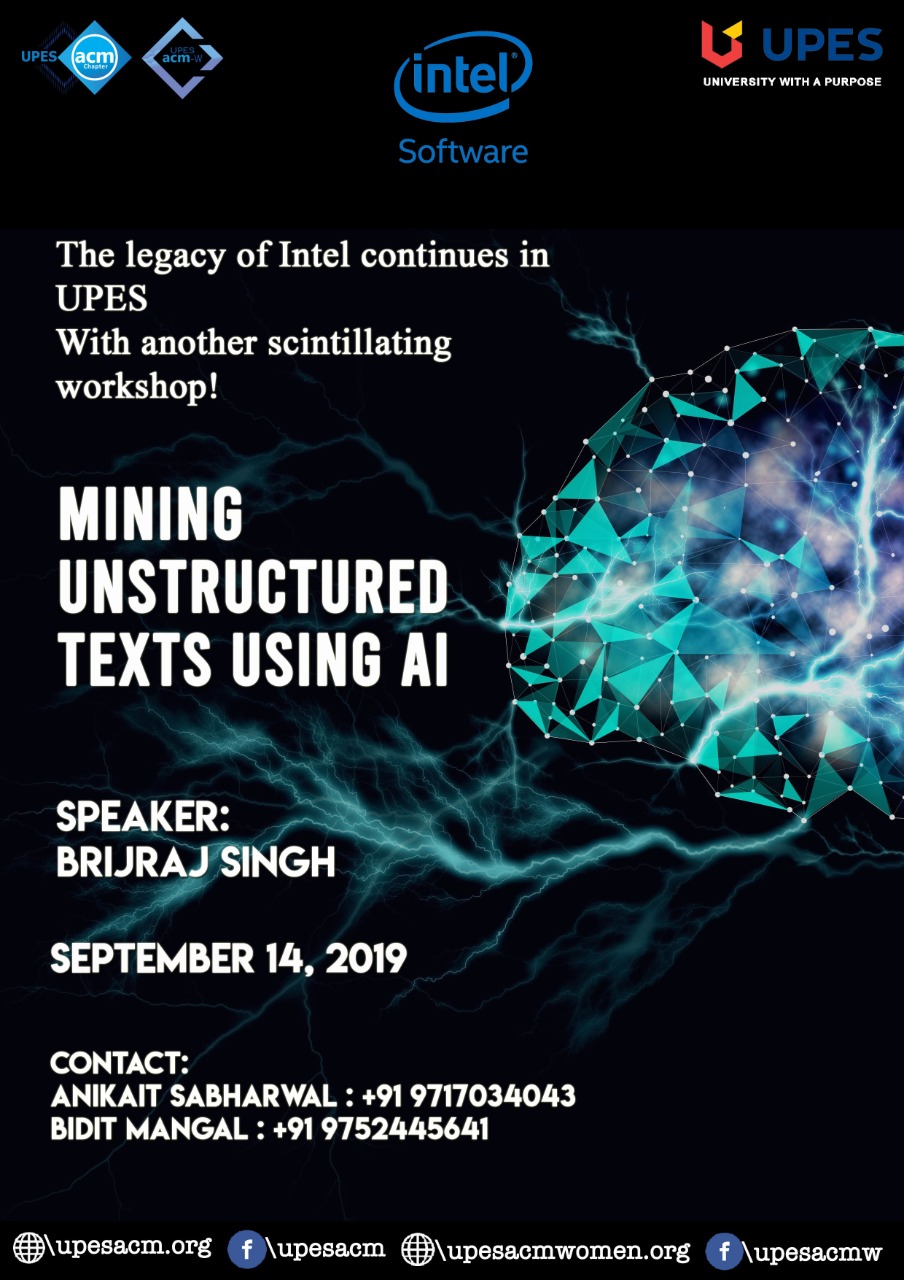 UPES acm Chapter
UPES acm-w
intel®
Software
UPES
UNIVERSITY WITH A PURPOSE
The legacy of Intel continues in
UPES
With another scintillating
workshop!
MINING
UNSTRUCTURED
TEXTS USING AI
SPEAKER:
BRIJRAJ SINGH
SEPTEMBER 14, 2019
CONTACT:
ANIKAIT SABHARWAL : +91 9717034043
BIDIT MANGAL : +91 9752445641
\upesacm.org f \upesacm \upesacmwomen.org f \upesacmw